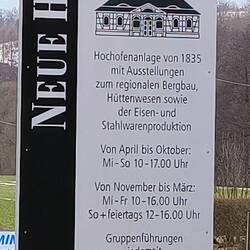 NEUE H
Hochofenanlage von 1835
mit Ausstellungen
zum regionalen Bergbau,
Hüttenwesen sowie
der Eisen- und
Stahlwarenproduktion
Von April bis Oktober:
Mi - So 10 - 17.00 Uhr
Von November bis März:
Mi - Fr 10 - 16.00 Uhr
So + feiertags 12 - 16.00 Uhr
Gruppenführungen
jederzeit